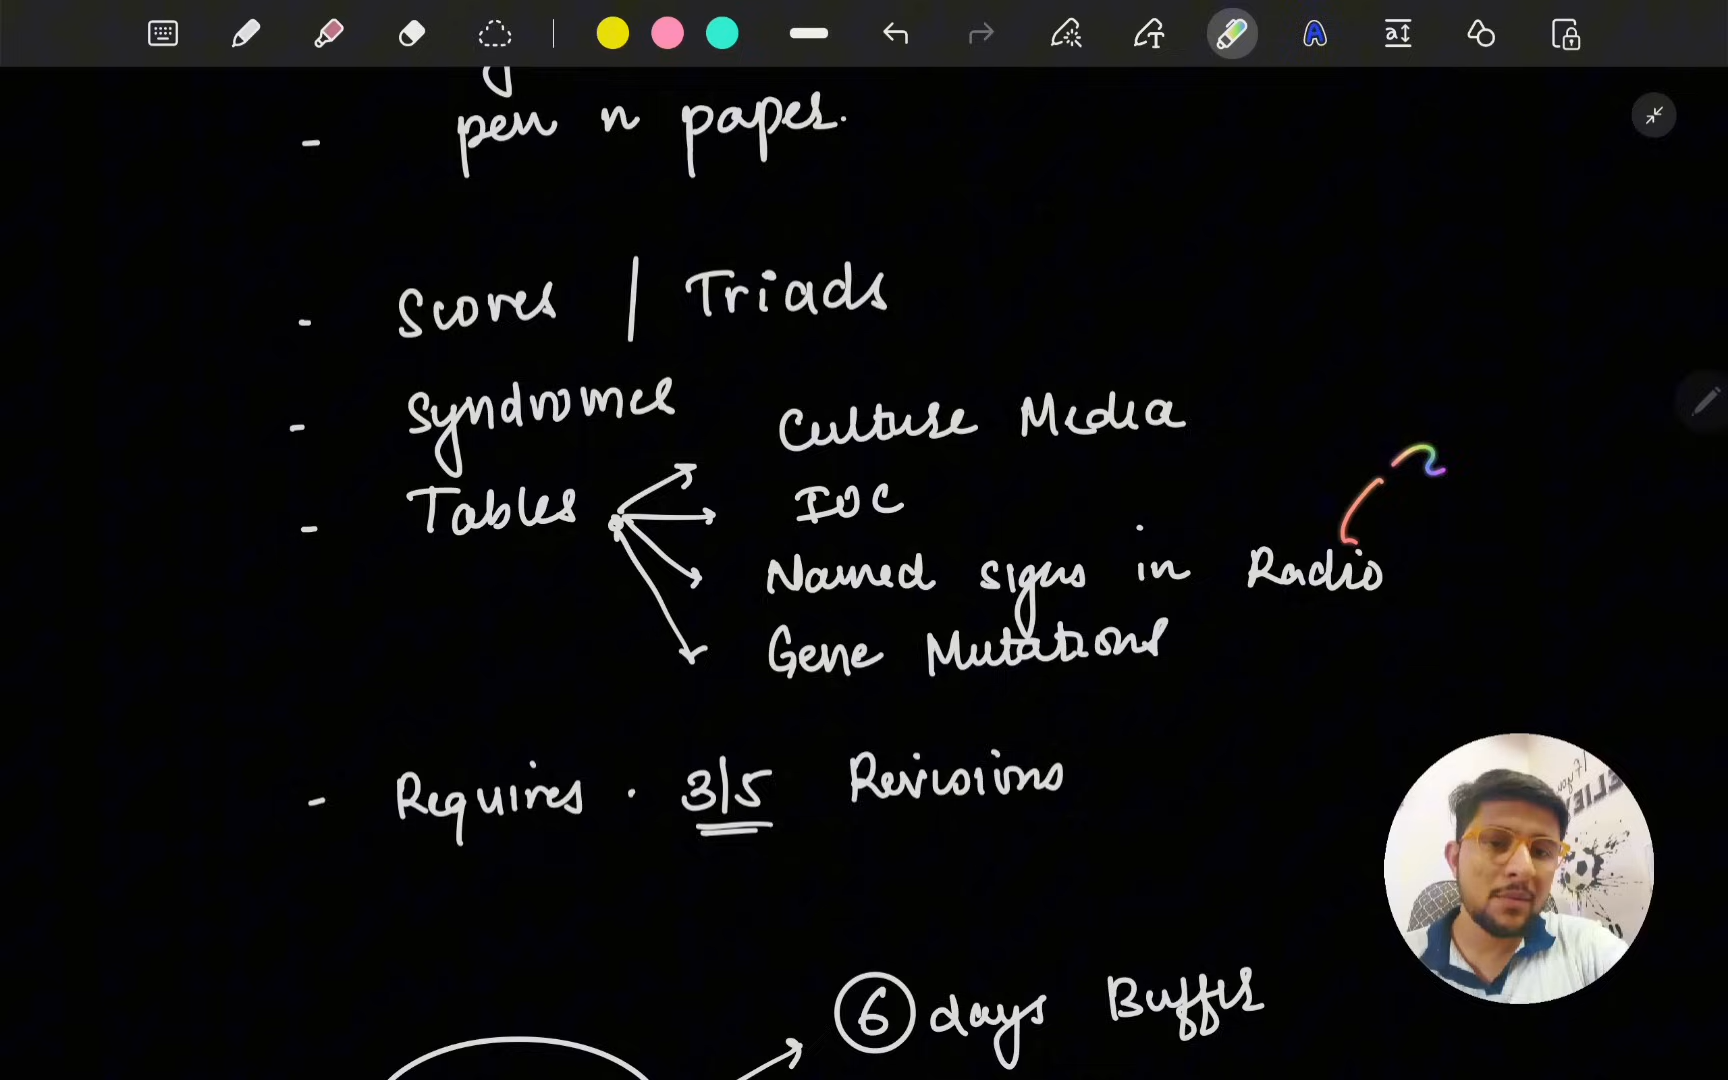 pen n paper.
- Scores | Triads
- Syndromes
Culture Media
- Tables
IOC
Named signs in Radio
Gene Mutations
- Requires . 3|5 Revisions
6 days Buffer